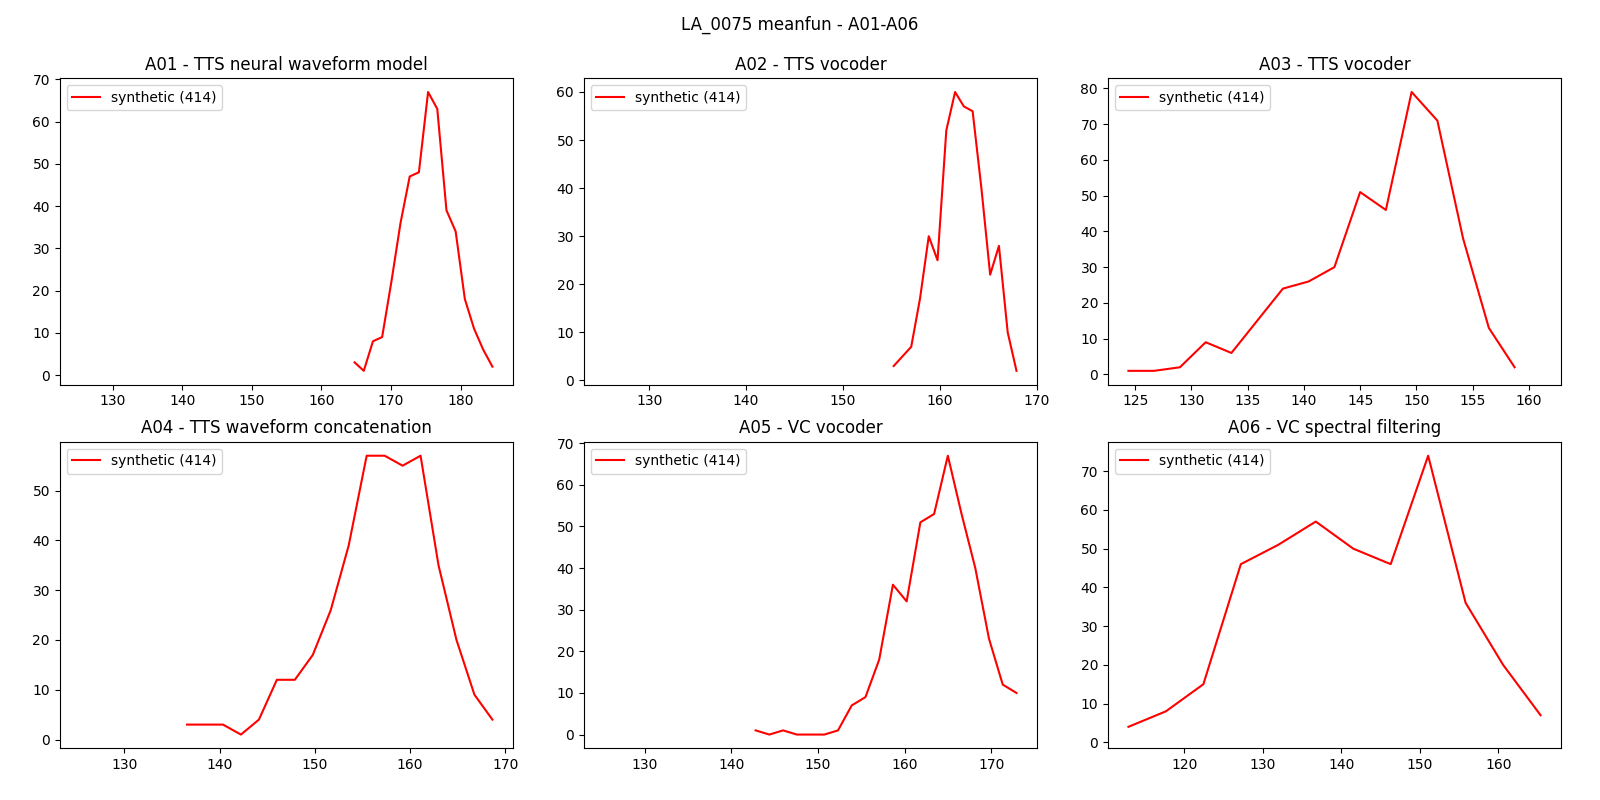 LA_0075 meanfun - A01-A06
A01 - TTS neural waveform model
A02 - TTS vocoder
A03 - TTS vocoder
synthetic (414)
synthetic (414)
synthetic (414)
70
60
50
40
30
20
10
0
60
50
40
30
20
10
0
80
70
60
50
40
30
20
10
0
130 140 150 160 170 180
130 140 150 160 170
125 130 135 140 145 150 155 160
A04 - TTS waveform concatenation
A05 - VC vocoder
A06 - VC spectral filtering
synthetic (414)
synthetic (414)
synthetic (414)
50
40
30
20
10
0
70
60
50
40
30
20
10
0
70
60
50
40
30
20
10
0
130 140 150 160 170
130 140 150 160 170
120 130 140 150 160